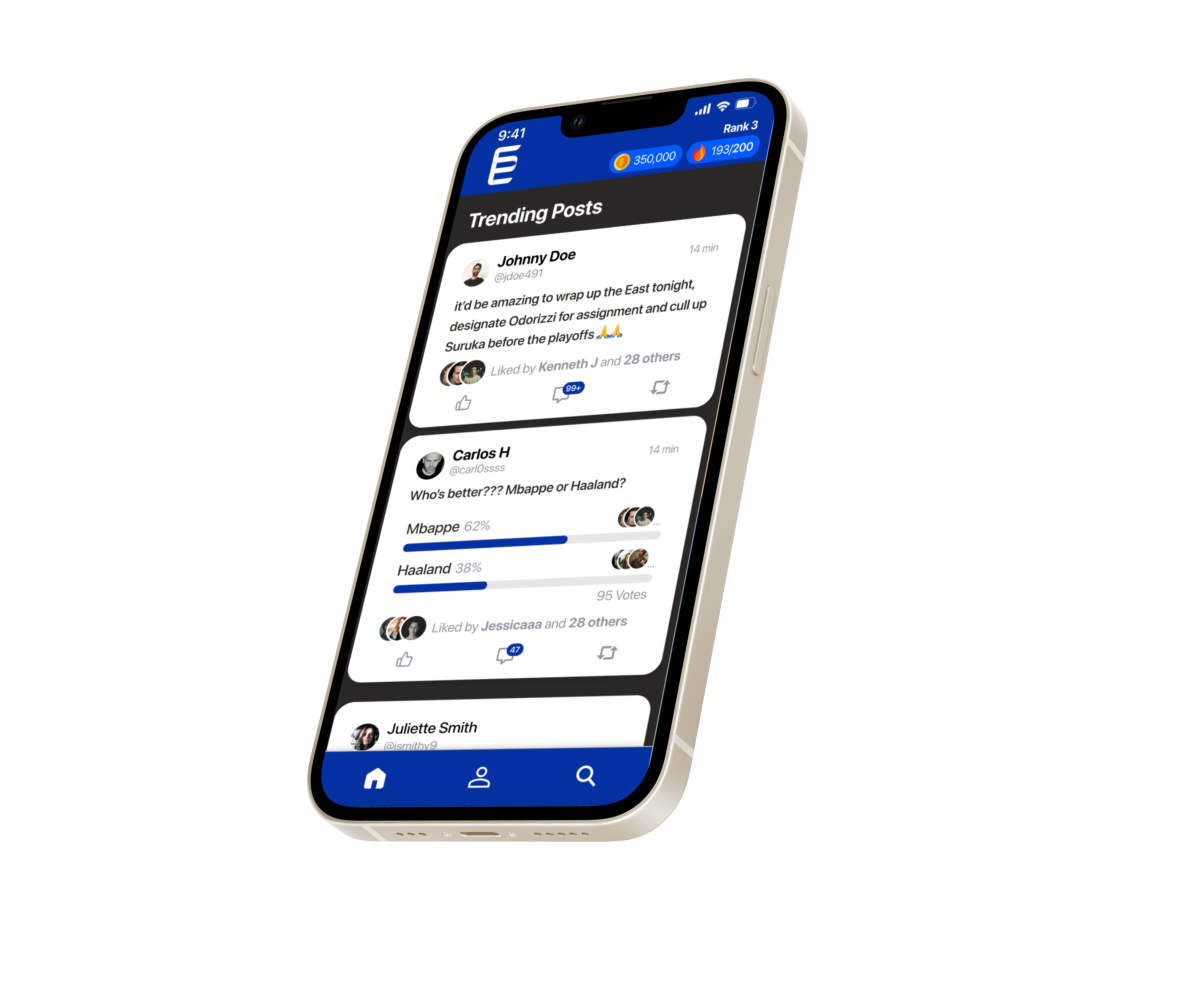 9:41
Rank 3
350,000
193/200
Trending Posts
Johnny Doe
14 min
@jdoe491
it'd be amazing to wrap up the East tonight,
designate Odorizzi for assignment and cull up
Suruka before the playoffs🙏🙏
Liked by Kenneth J and 28 others
99+
Carlos H
14 min
@carl0ssss
Who's better??? Mbappe or Haaland?
Mbappe 62%
...
Haaland 38%
...
95 Votes
Liked by Jessicaaa and 28 others
47
Juliette Smith
@jsmithy9